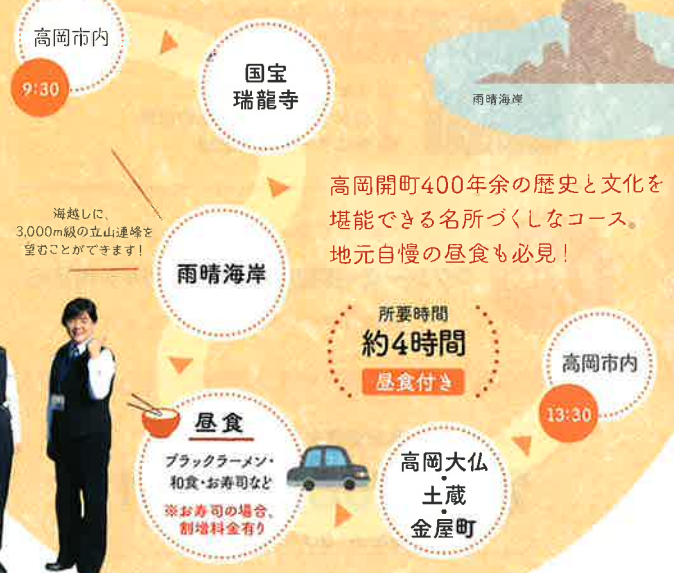 高岡市内
9:30
国宝
瑞龍寺
雨晴海岸
高岡開町400年余の歴史と文化を
堪能できる名所づくしなコース。
地元自慢の昼食も必見！
海越しに、
3,000m級の立山連峰を
望むことができます！
雨晴海岸
所要時間
約4時間
昼食付き
昼食
ブラックラーメン・
和食・お寿司など
※お寿司の場合、
割増料金有り
高岡大仏
・
土蔵
・
金屋町
高岡市内
13:30